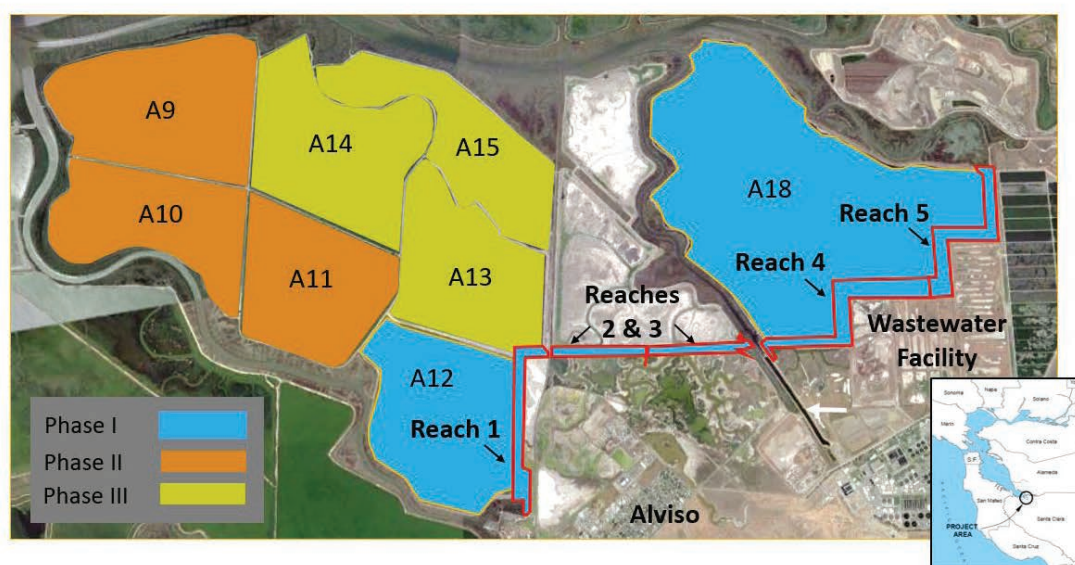 A9
A14
A15
A10
A18
Reach 5
A11
A13
Reach 4
Reaches
2 & 3
Wastewater
Facility
A12
Reach 1
Alviso
Phase I
Phase II
Phase III
Sonoma
Napa
Solano
Marin
Contra Costa
S.F.
Alameda
San Mateo
PROJECT
AREA
Santa Clara
Santa Cruz